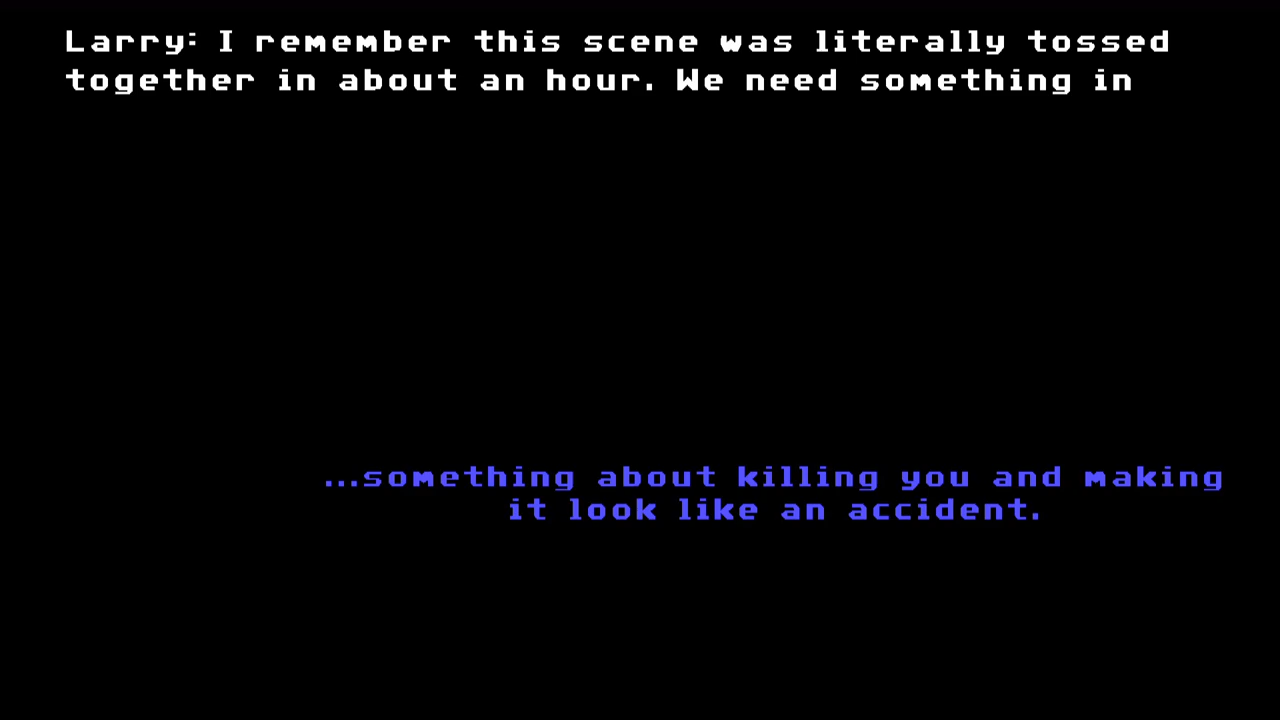 Larry: I remember this scene was literally tossed
together in about an hour. We need something in
...something about killing you and making
it look like an accident.